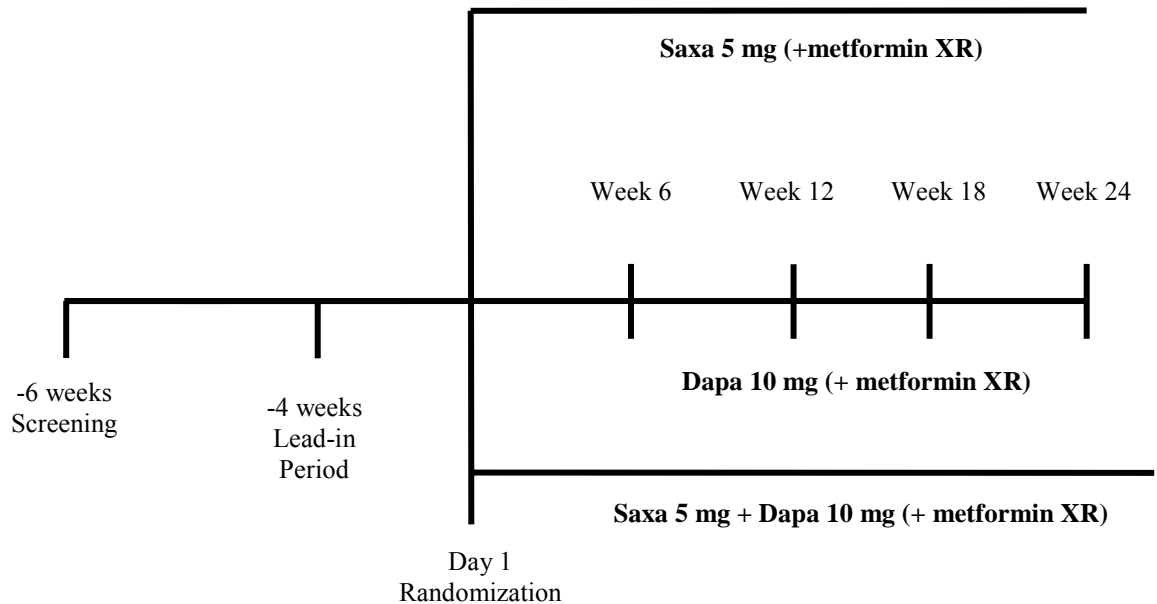 Saxa 5 mg (+metformin XR)
Week 6
Week 12
Week 18
Week 24
-6 weeks
Screening
-4 weeks
Lead-in
Period
Dapa 10 mg (+ metformin XR)
Saxa 5 mg + Dapa 10 mg (+ metformin XR)
Day 1
Randomization